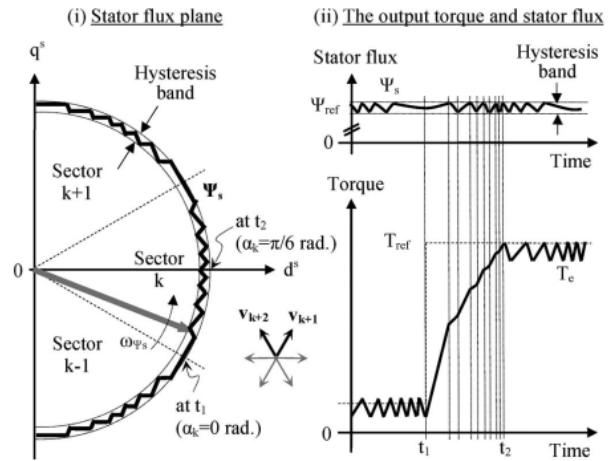 (i) Stator flux plane
q^s
Hysteresis
band
Sector
k+1
Ψ_s
at t_2
(α_k=π/6 rad.)
Sector
k
0
d^s
ω_Ψs
Sector
k-1
v_k+2
v_k+1
at t_1
(α_k=0 rad.)
(ii) The output torque and stator flux
Stator flux
Hysteresis
band
Ψ_s
Ψ_ref
0
Time
Torque
T_ref
T_e
0
t_1
t_2
Time